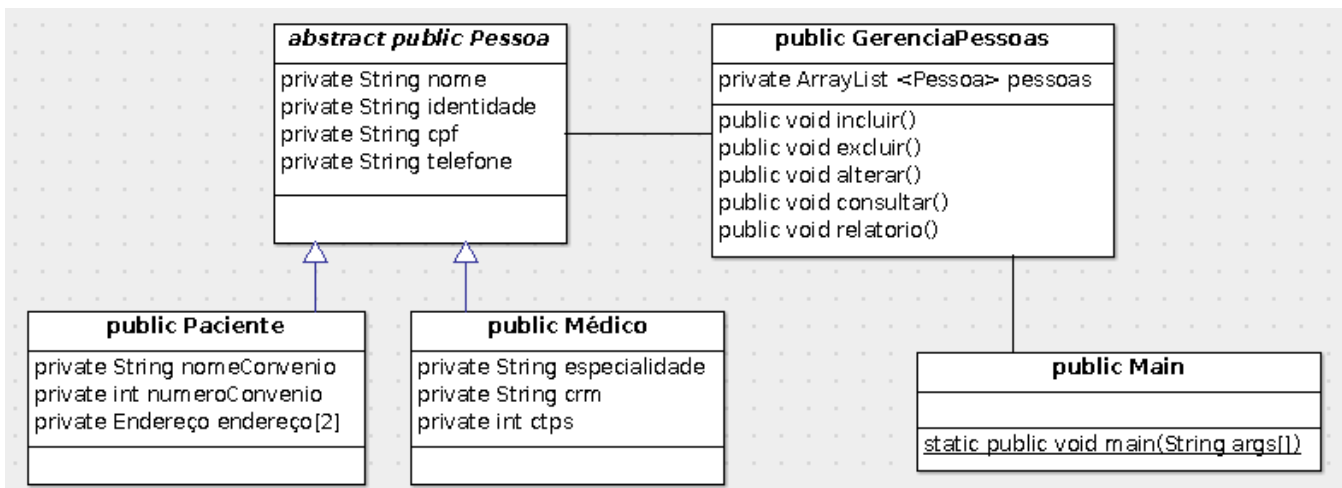 abstract public Pessoa
private String nome
private String identidade
private String cpf
private String telefone
public GerenciaPessoas
private ArrayList <Pessoa> pessoas
public void incluir()
public void excluir()
public void alterar()
public void consultar()
public void relatorio()
public Paciente
private String nomeConvenio
private int numeroConvenio
private Endereço endereço[2]
public Médico
private String especialidade
private String crm
private int ctps
public Main
static public void main(String args[])